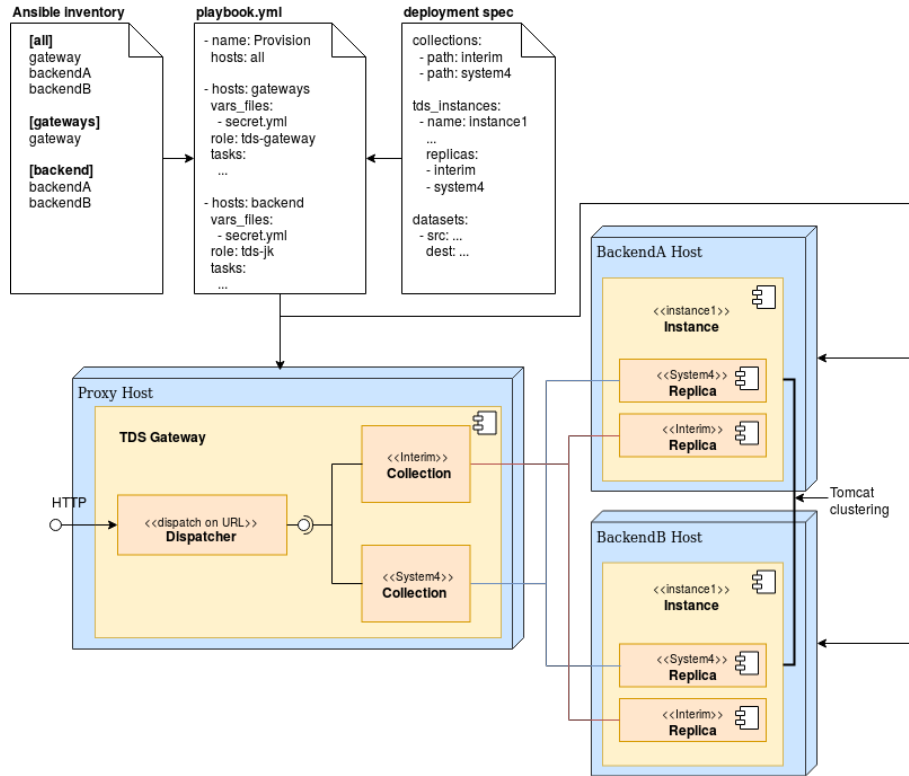 Ansible inventory
[all]
gateway
backendA
backendB
[gateways]
gateway
[backend]
backendA
backendB
playbook.yml
- name: Provision
hosts: all
- hosts: gateways
vars_files:
- secret.yml
role: tds-gateway
tasks:
...
- hosts: backend
vars_files:
- secret.yml
role: tds-jk
tasks:
...
deployment spec
collections:
- path: interim
- path: system4
tds_instances:
- name: instance1
...
replicas:
- interim
- system4
datasets:
- src: ...
dest: ...
BackendA Host
<<instance1>>
Instance
<<System4>>
Replica
<<Interim>>
Replica
Proxy Host
TDS Gateway
HTTP
<<dispatch on URL>>
Dispatcher
<<Interim>>
Collection
<<System4>>
Collection
Tomcat
clustering
BackendB Host
<<instance1>>
Instance
<<System4>>
Replica
<<Interim>>
Replica